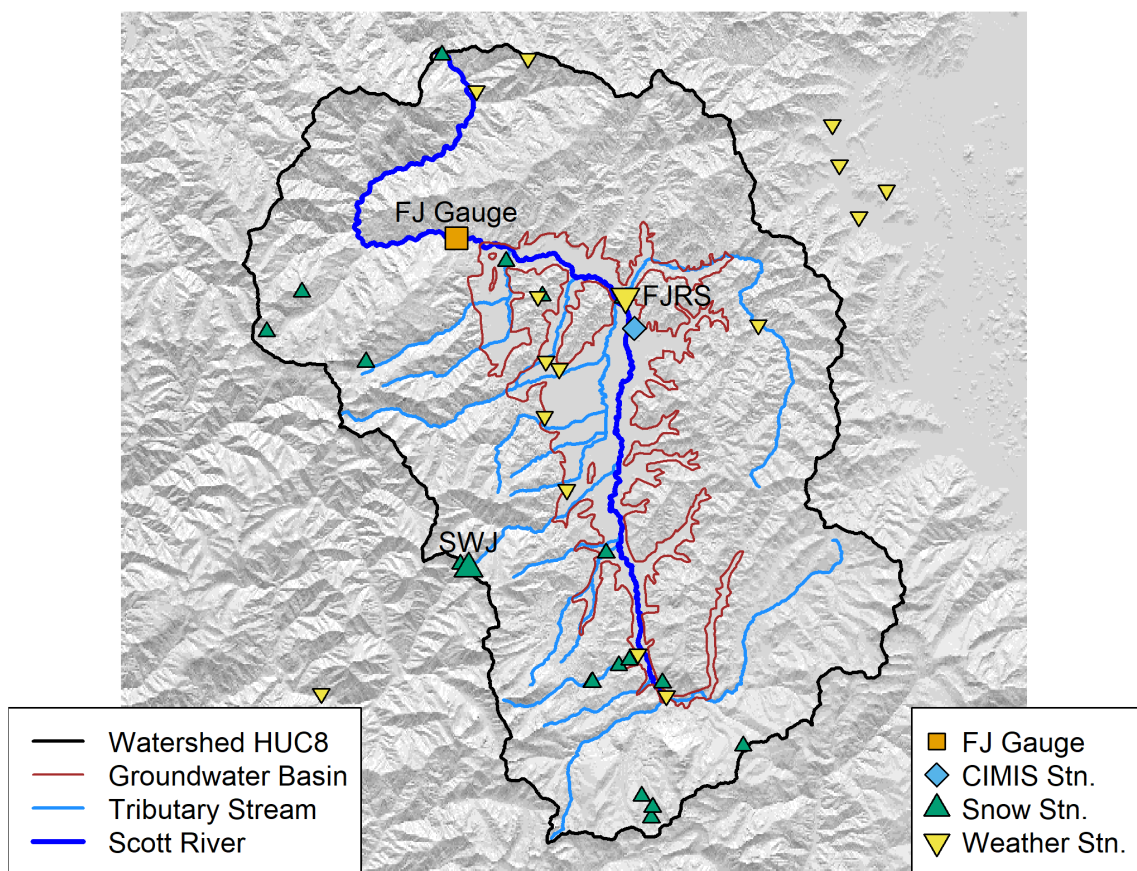 FJ Gauge
FJRS
SWJ
Watershed HUC8
Groundwater Basin
Tributary Stream
Scott River
FJ Gauge
CIMIS Stn.
Snow Stn.
Weather Stn.